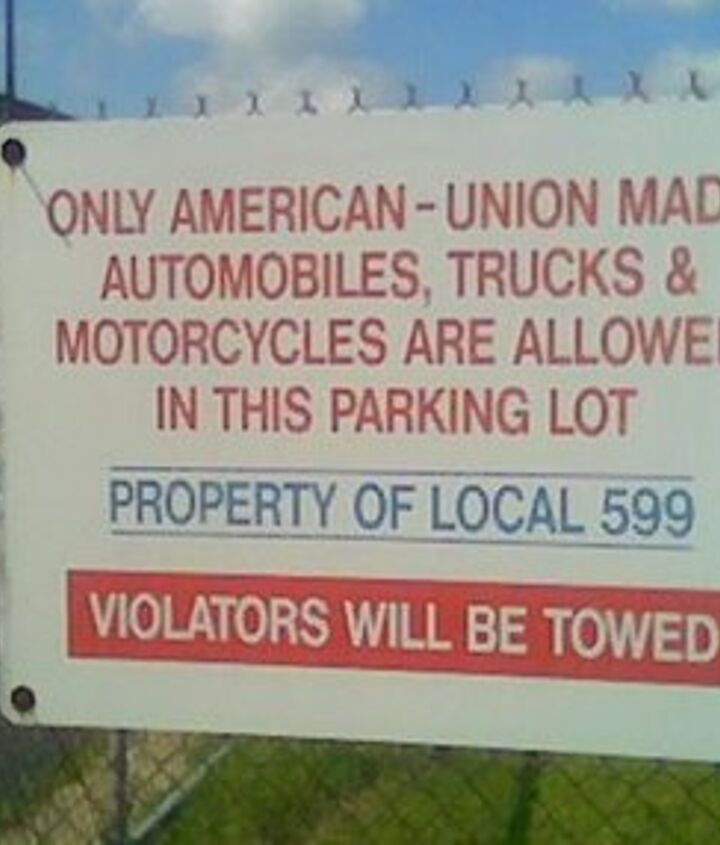 ONLY AMERICAN-UNION MAD
AUTOMOBILES, TRUCKS &
MOTORCYCLES ARE ALLOWE
IN THIS PARKING LOT
PROPERTY OF LOCAL 599
VIOLATORS WILL BE TOWED